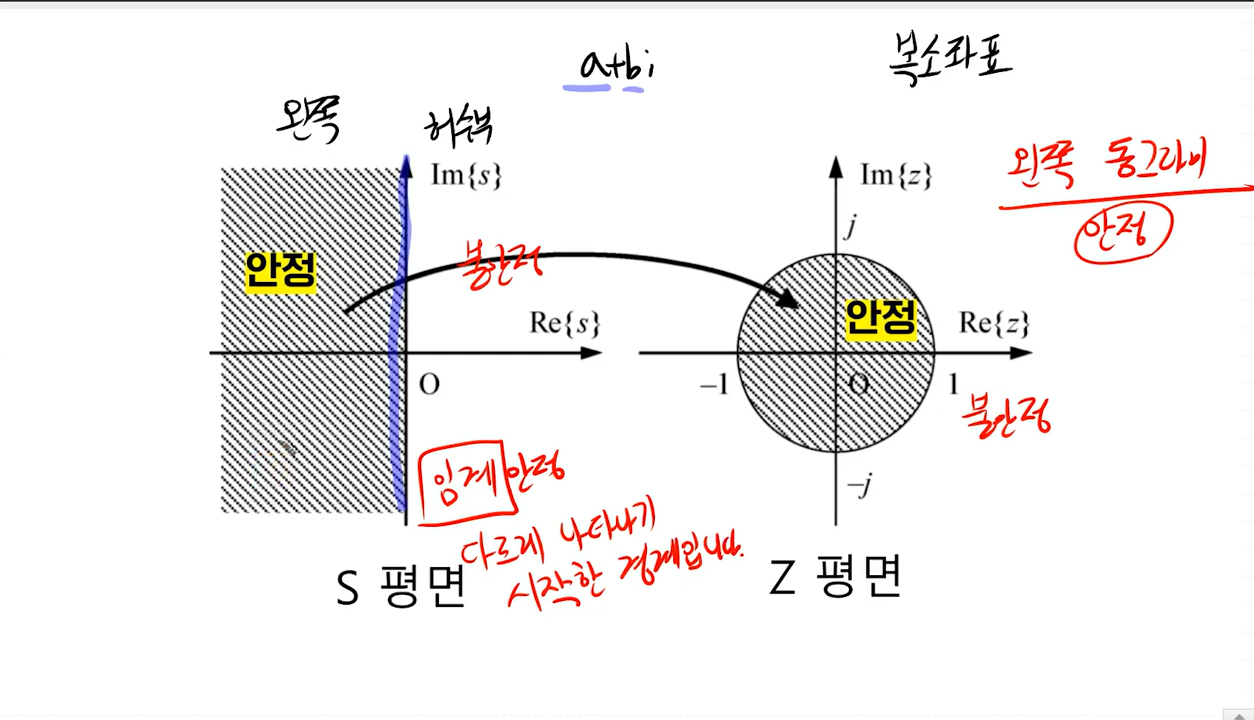 a+bi
복소좌표
왼쪽
허수축
왼쪽 동그라미
안정
Im{s}
Im{z}
j
안정
불안정
안정
Re{s}
Re{z}
O
-1
O
1
불안정
임계안정
-j
다르게 나타나기
시작한 경계입니다.
S 평면
Z 평면